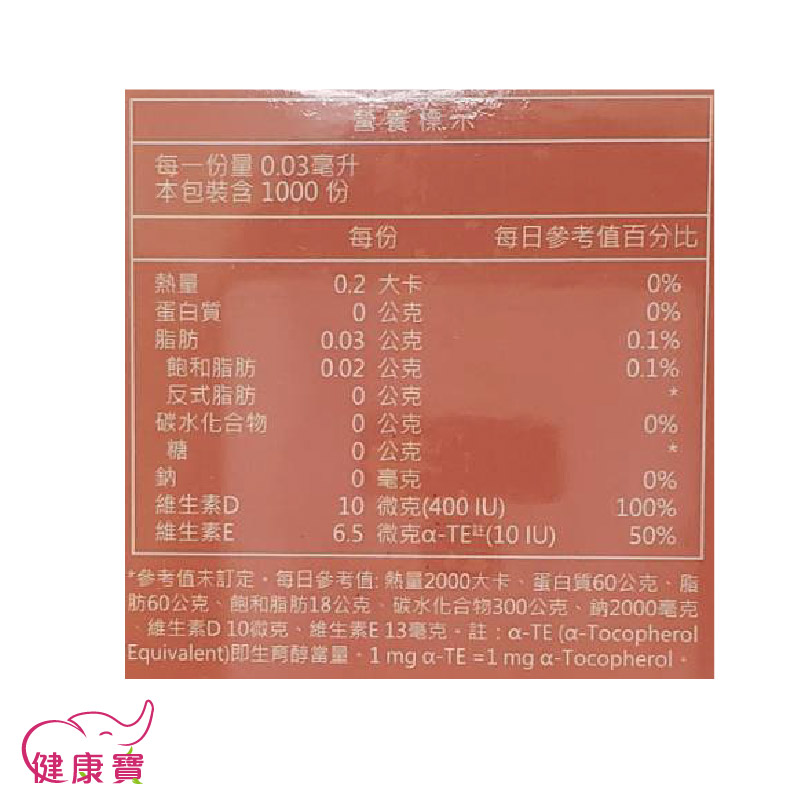 營養標示
每一份量 0.03毫升
本包裝含 1000 份
每份 每日參考值百分比
熱量 0.2 大卡 0%
蛋白質 0 公克 0%
脂肪 0.03 公克 0.1%
飽和脂肪 0.02 公克 0.1%
反式脂肪 0 公克 *
碳水化合物 0 公克 0%
糖 0 公克 *
鈉 0 毫克 0%
維生素D 10 微克(400 IU) 100%
維生素E 6.5 微克α-TE註(10 IU) 50%
*參考值未訂定。每日參考值: 熱量2000大卡、蛋白質60公克、脂
肪60公克、飽和脂肪18公克、碳水化合物300公克、鈉2000毫克
、維生素D 10微克、維生素E 13毫克。註：α-TE (α-Tocopherol
Equivalent)即生育醇當量。1 mg α-TE =1 mg α-Tocopherol。
健康寶